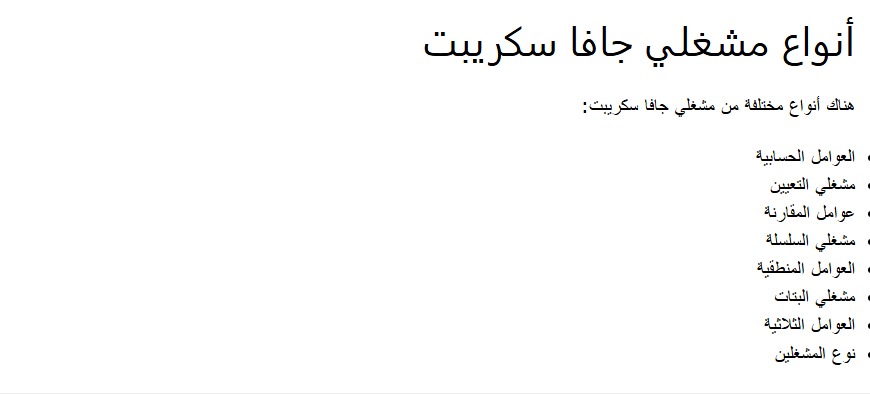 أنواع مشغلي جافا سكريبت
هناك أنواع مختلفة من مشغلي جافا سكريبت:
العوامل الحسابية
مشغلي التعيين
عوامل المقارنة
مشغلي السلسلة
العوامل المنطقية
مشغلي البتات
العوامل الثلاثية
نوع المشغلين